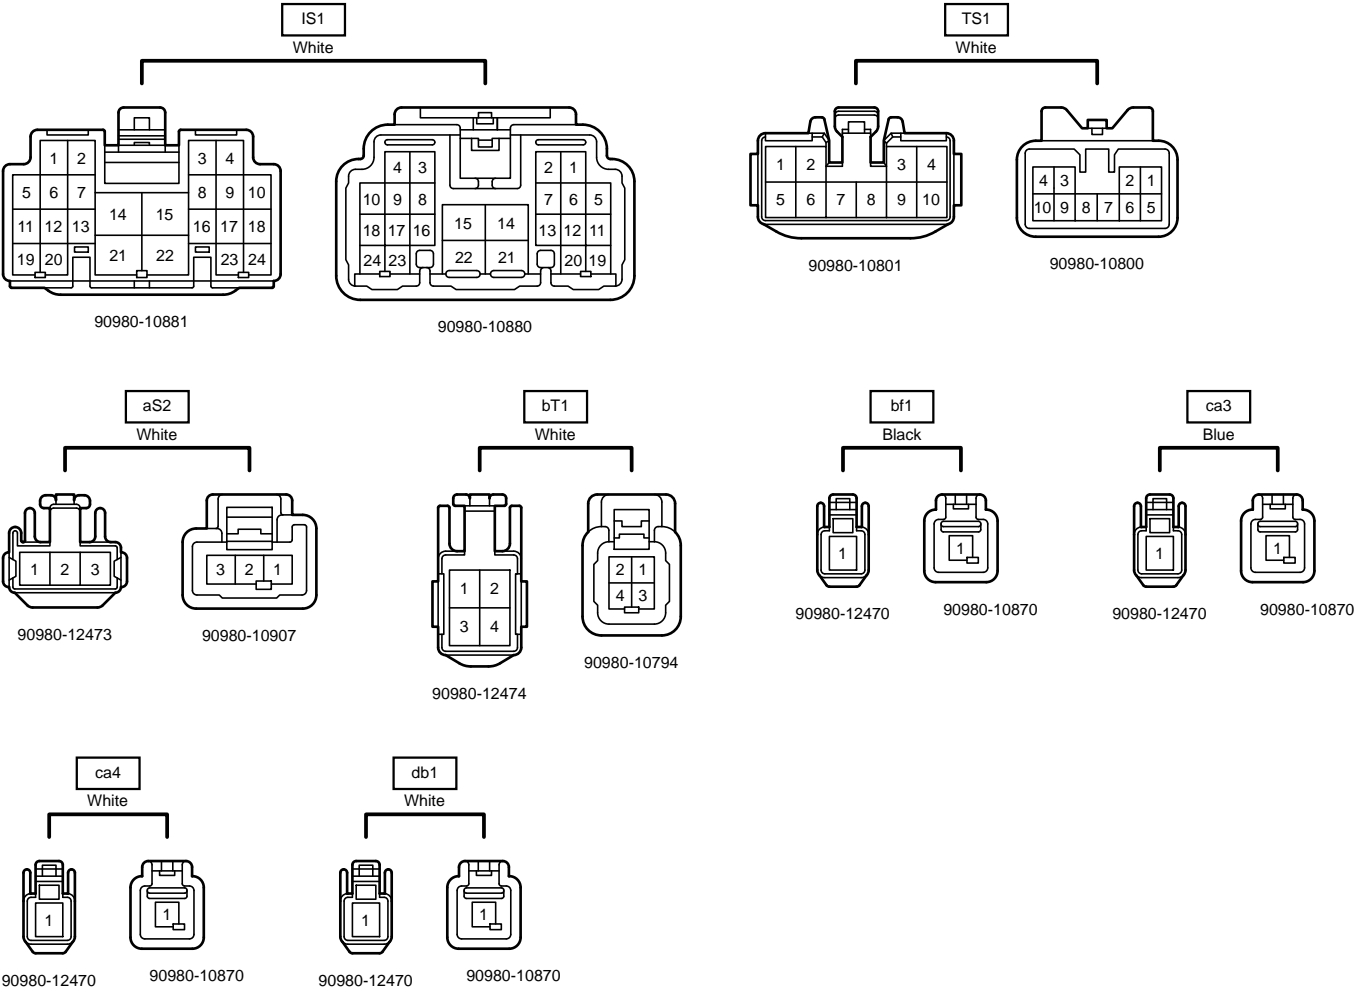 IS1
White
1 2 3 4
5 6 7 8 9 10
14 15
11 12 13 16 17 18
19 20 21 22 23 24
90980-10881
4 3 2 1
10 9 8 7 6 5
15 14
18 17 16 13 12 11
24 23 22 21 20 19
90980-10880
TS1
White
1 2 3 4
5 6 7 8 9 10
90980-10801
4 3 2 1
10 9 8 7 6 5
90980-10800
aS2
White
1 2 3
90980-12473
3 2 1
90980-10907
bT1
White
1 2
3 4
90980-12474
2 1
4 3
90980-10794
bf1
Black
1
90980-12470
1
90980-10870
ca3
Blue
1
90980-12470
1
90980-10870
ca4
White
1
90980-12470
1
90980-10870
db1
White
1
90980-12470
1
90980-10870